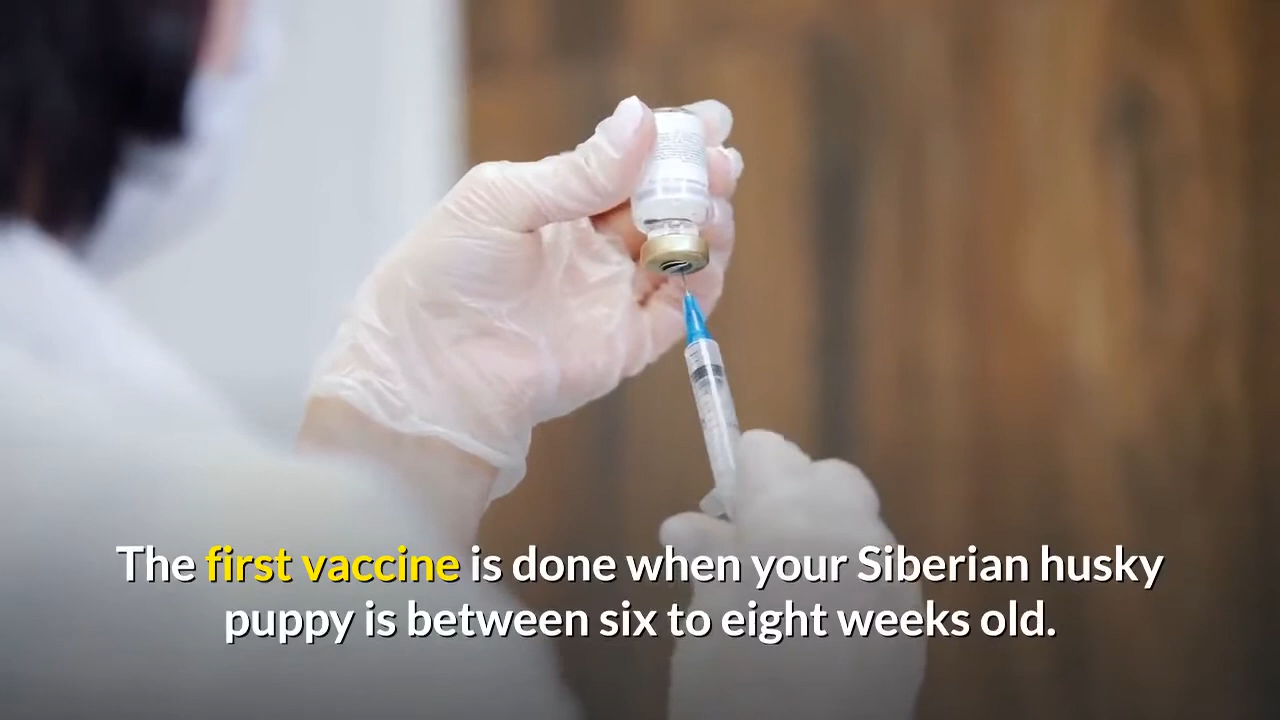 The first vaccine is done when your Siberian husky
puppy is between six to eight weeks old.